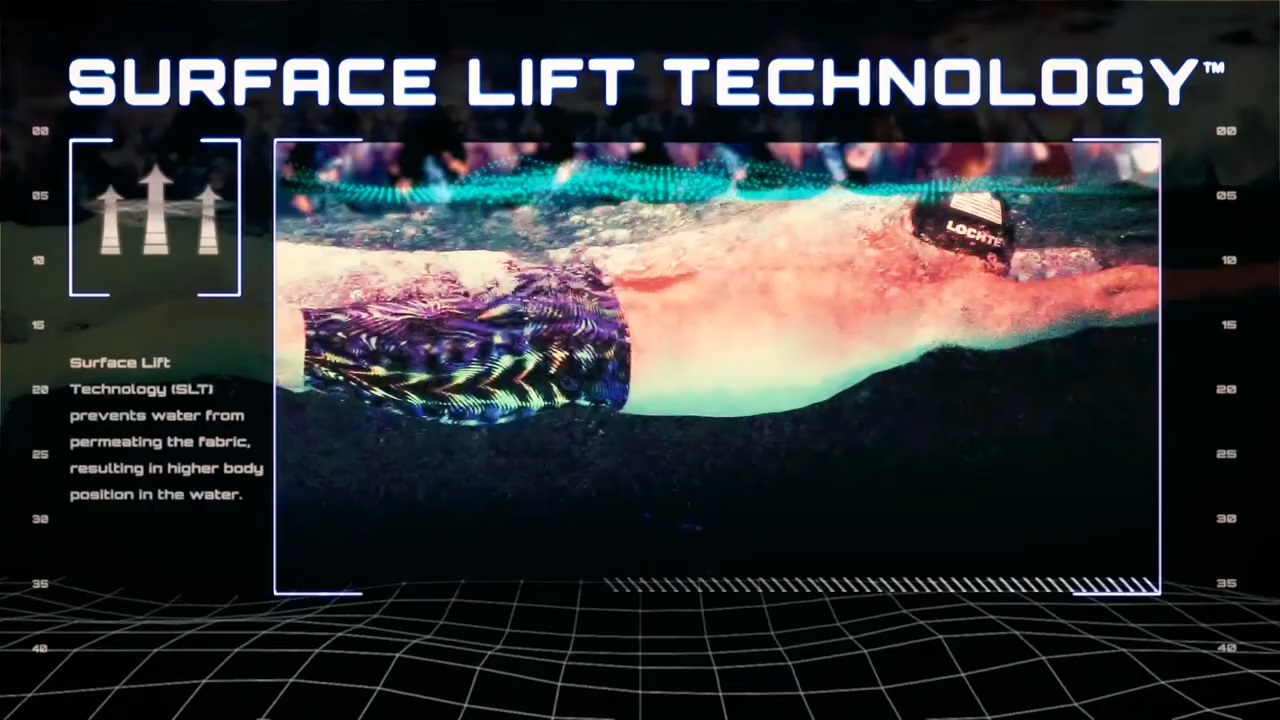 SURFACE LIFT TECHNOLOGY™
00
05
10
15
20
25
30
35
40
Surface Lift
Technology (SLT)
prevents water from
permeating the fabric,
resulting in higher body
position in the water.
LOCHTE
00
05
10
15
20
25
30
35
40